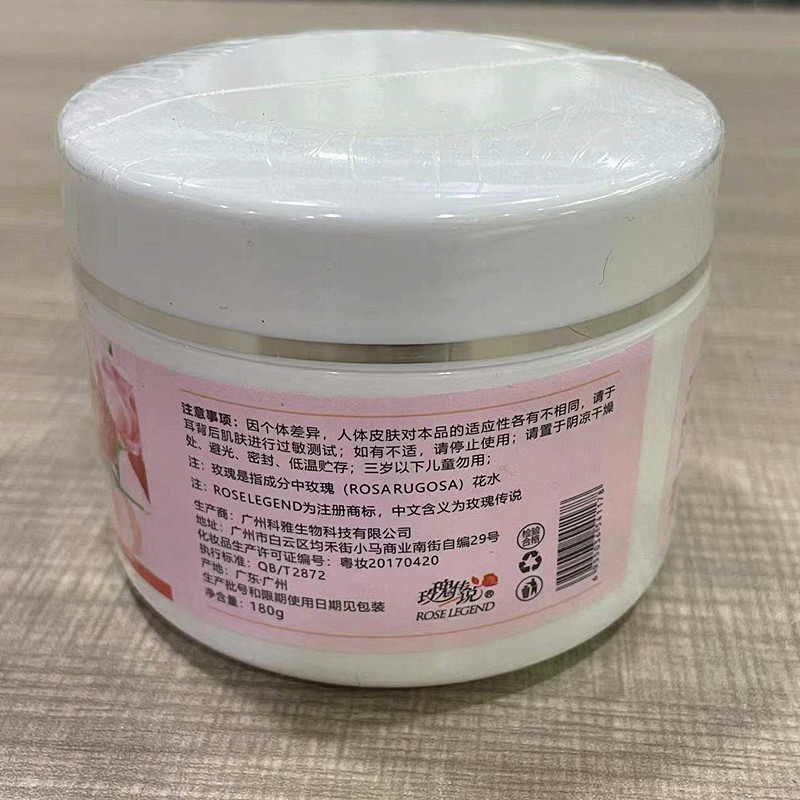 注意事项：因个体差异，人体皮肤对本品的适应性各有不相同，请于
耳背后肌肤进行过敏测试；如有不适，请停止使用；请置于阴凉干燥
处、避光、密封、低温贮存；三岁以下儿童勿用；
注：玫瑰是指成分中玫瑰（ROSA RUGOSA）花水
注：ROSELEGEND为注册商标，中文含义为玫瑰传说
生产商：广州科雅生物科技有限公司
地址：广州市白云区均禾街小马商业南街自编29号
化妆品生产许可证编号：粤妆20170420
执行标准：QB/T2872
产地：广东·广州
生产批号和限期使用日期见包装
净含量：180g
检验
合格
玫瑰传说®
ROSE LEGEND